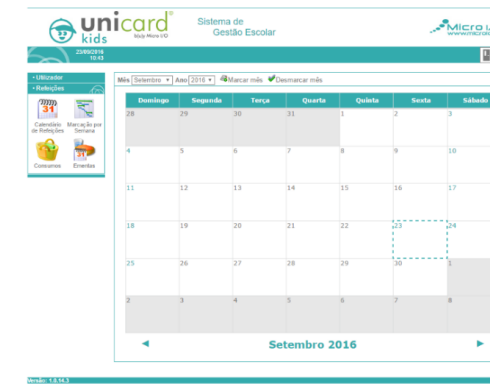 unicard
kids
Sistema de
Gestão Escolar
23/09/2016
10:43
• Utilizador
• Refeições
Calendário de Refeições
Marcação por Semana
Consumos
Ementas
Mês Setembro Ano 2016 Marcar mês Desmarcar mês
Domingo Segunda Terça Quarta Quinta Sexta Sábado
28 29 30 31 1 2 3
4 5 6 7 8 9 10
11 12 13 14 15 16 17
18 19 20 21 22 23 24
25 26 27 28 29 30 1
2 3 4 5 6 7 8
Setembro 2016
Versão: 1.0.14.3